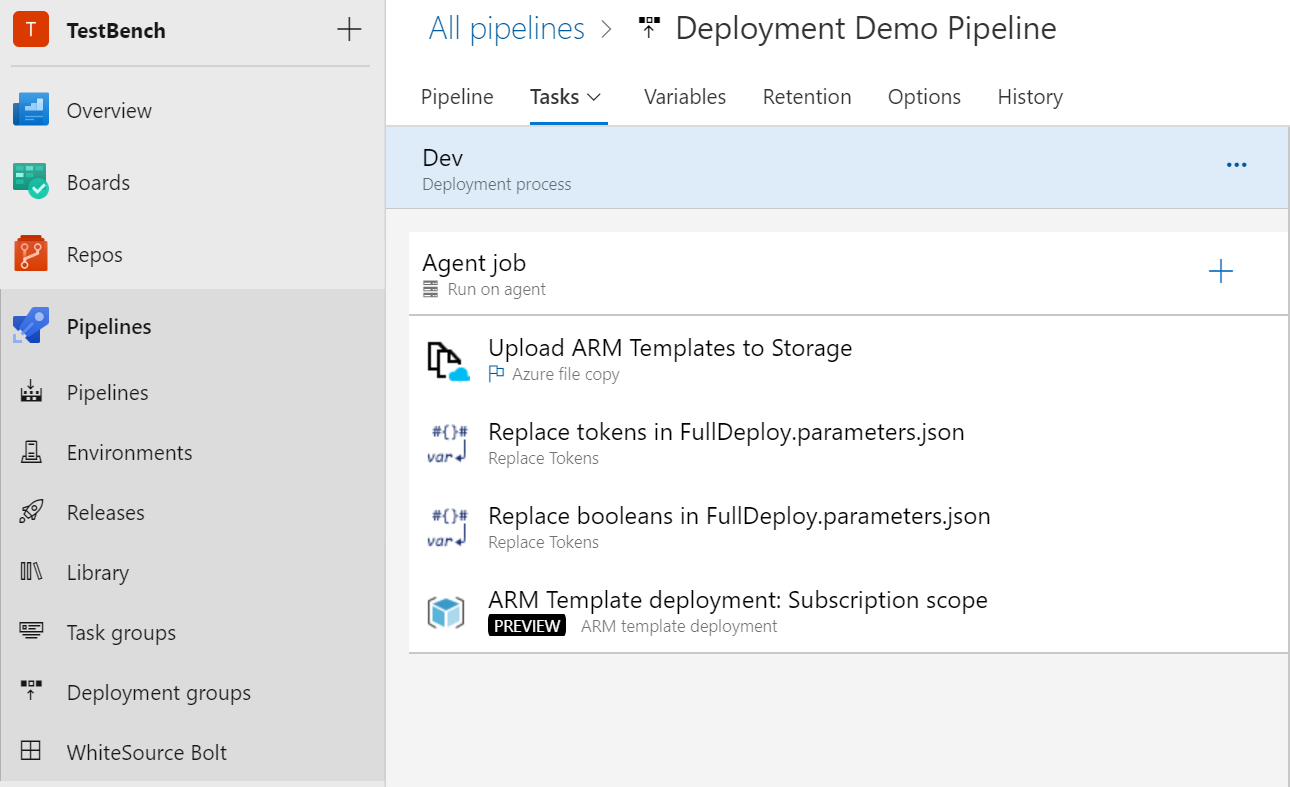 T TestBench
Overview
Boards
Repos
Pipelines
Pipelines
Environments
Releases
Library
Task groups
Deployment groups
WhiteSource Bolt
All pipelines > Deployment Demo Pipeline
Pipeline Tasks Variables Retention Options History
Dev
Deployment process
Agent job
Run on agent
Upload ARM Templates to Storage
Azure file copy
#{}#
var
Replace tokens in FullDeploy.parameters.json
Replace Tokens
#{}#
var
Replace booleans in FullDeploy.parameters.json
Replace Tokens
ARM Template deployment: Subscription scope
PREVIEW ARM template deployment